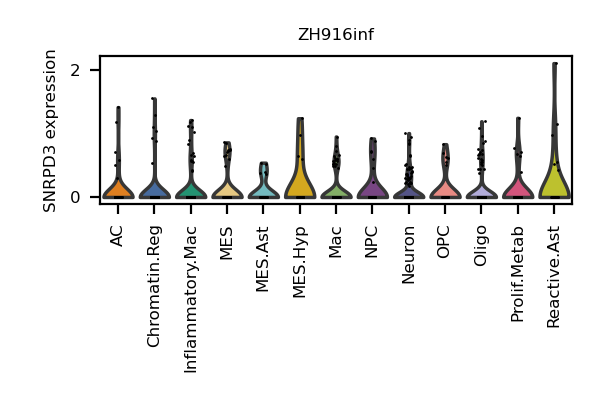 ZH916inf
SNRPD3 expression
2
0
AC
Chromatin.Reg
Inflammatory.Mac
MES
MES.Ast
MES.Hyp
Mac
NPC
Neuron
OPC
Oligo
Prolif.Metab
Reactive.Ast